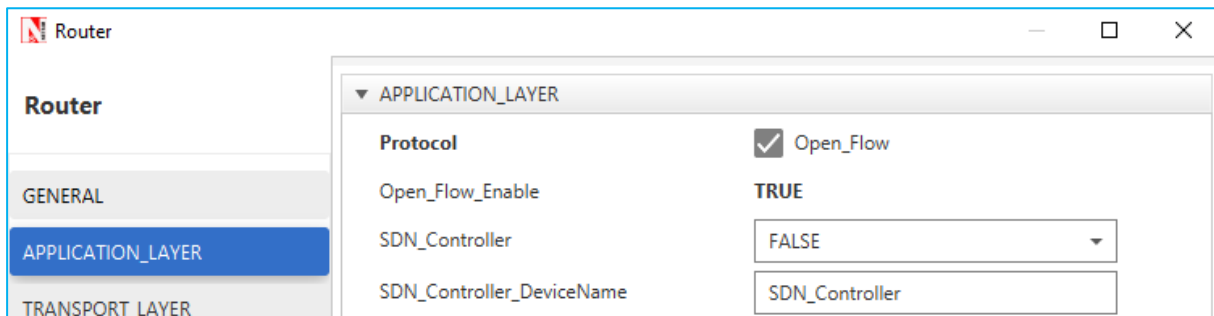 Router
Router
GENERAL
APPLICATION_LAYER
TRANSPORT LAYER
APPLICATION_LAYER
Protocol Open_Flow
Open_Flow_Enable TRUE
SDN_Controller FALSE
SDN_Controller_DeviceName SDN_Controller